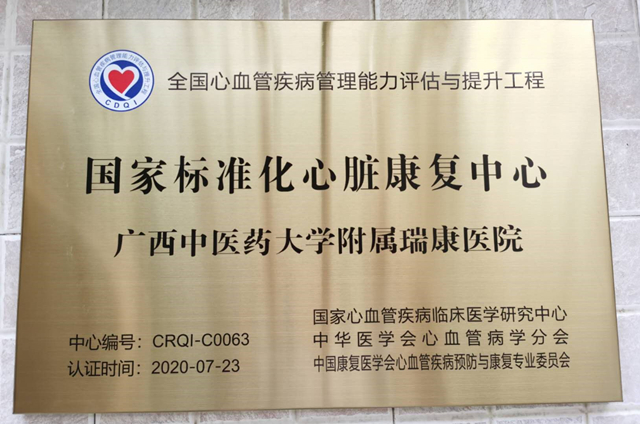 全国心血管疾病管理能力评估与提升工程
CDQI
国家标准化心脏康复中心
广西中医药大学附属瑞康医院
中心编号：CRQI-C0063
认证时间：2020-07-23
国家心血管疾病临床医学研究中心
中华医学会心血管病学分会
中国康复医学会心血管疾病预防与康复专业委员会